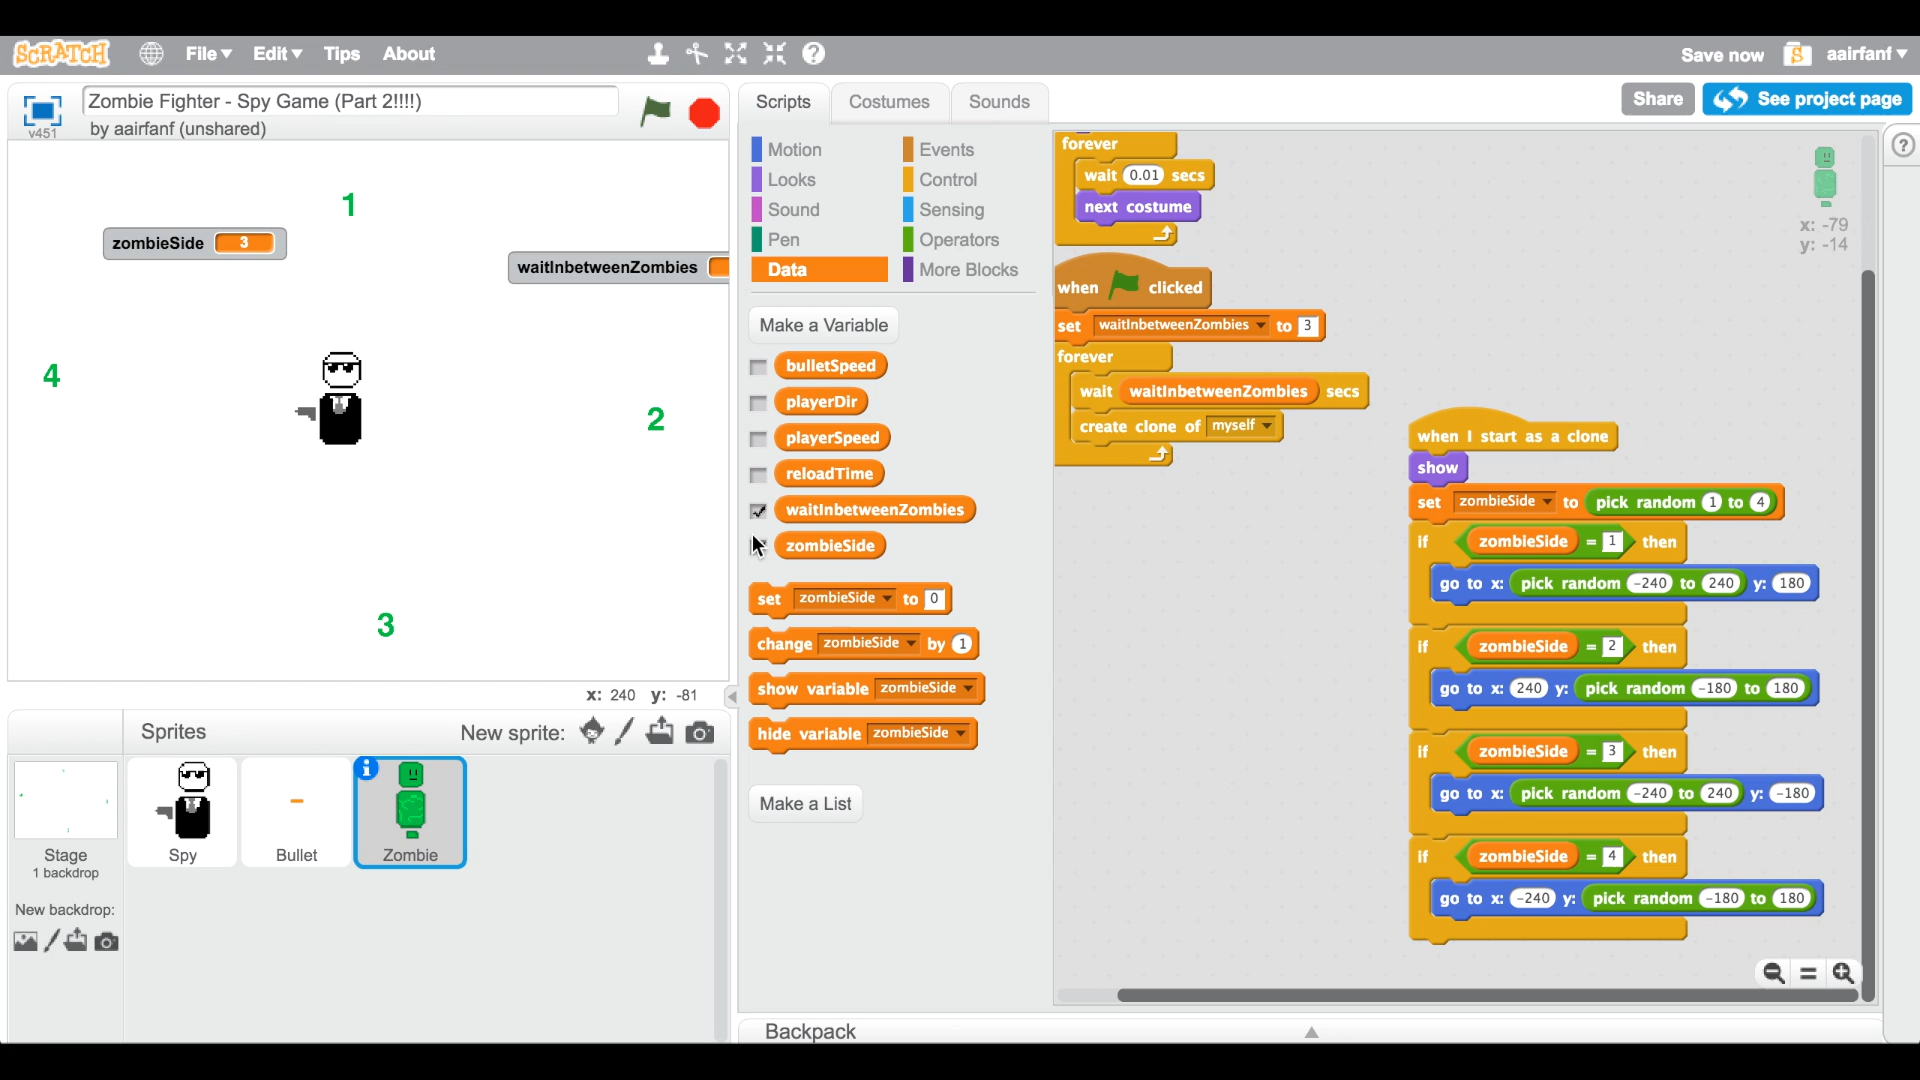 SCRATCH File Edit Tips About Save now aairfanf
v451
Zombie Fighter - Spy Game (Part 2!!!!)
by aairfanf (unshared)
Scripts Costumes Sounds
Share See project page
1
zombieSide 3
waitInbetweenZombies
4
2
3
x: 240 y: -81
Sprites New sprite:
Stage
1 backdrop
New backdrop:
Spy
Bullet
Zombie
Motion Events
Looks Control
Sound Sensing
Pen Operators
Data More Blocks
Make a Variable
bulletSpeed
playerDir
playerSpeed
reloadTime
waitInbetweenZombies
zombieSide
set zombieSide to 0
change zombieSide by 1
show variable zombieSide
hide variable zombieSide
Make a List
forever
wait 0.01 secs
next costume
when clicked
set waitInbetweenZombies to 3
forever
wait waitInbetweenZombies secs
create clone of myself
x: -79
y: -14
when I start as a clone
show
set zombieSide to pick random 1 to 4
if zombieSide = 1 then
go to x: pick random -240 to 240 y: 180
if zombieSide = 2 then
go to x: 240 y: pick random -180 to 180
if zombieSide = 3 then
go to x: pick random -240 to 240 y: -180
if zombieSide = 4 then
go to x: -240 y: pick random -180 to 180
Backpack